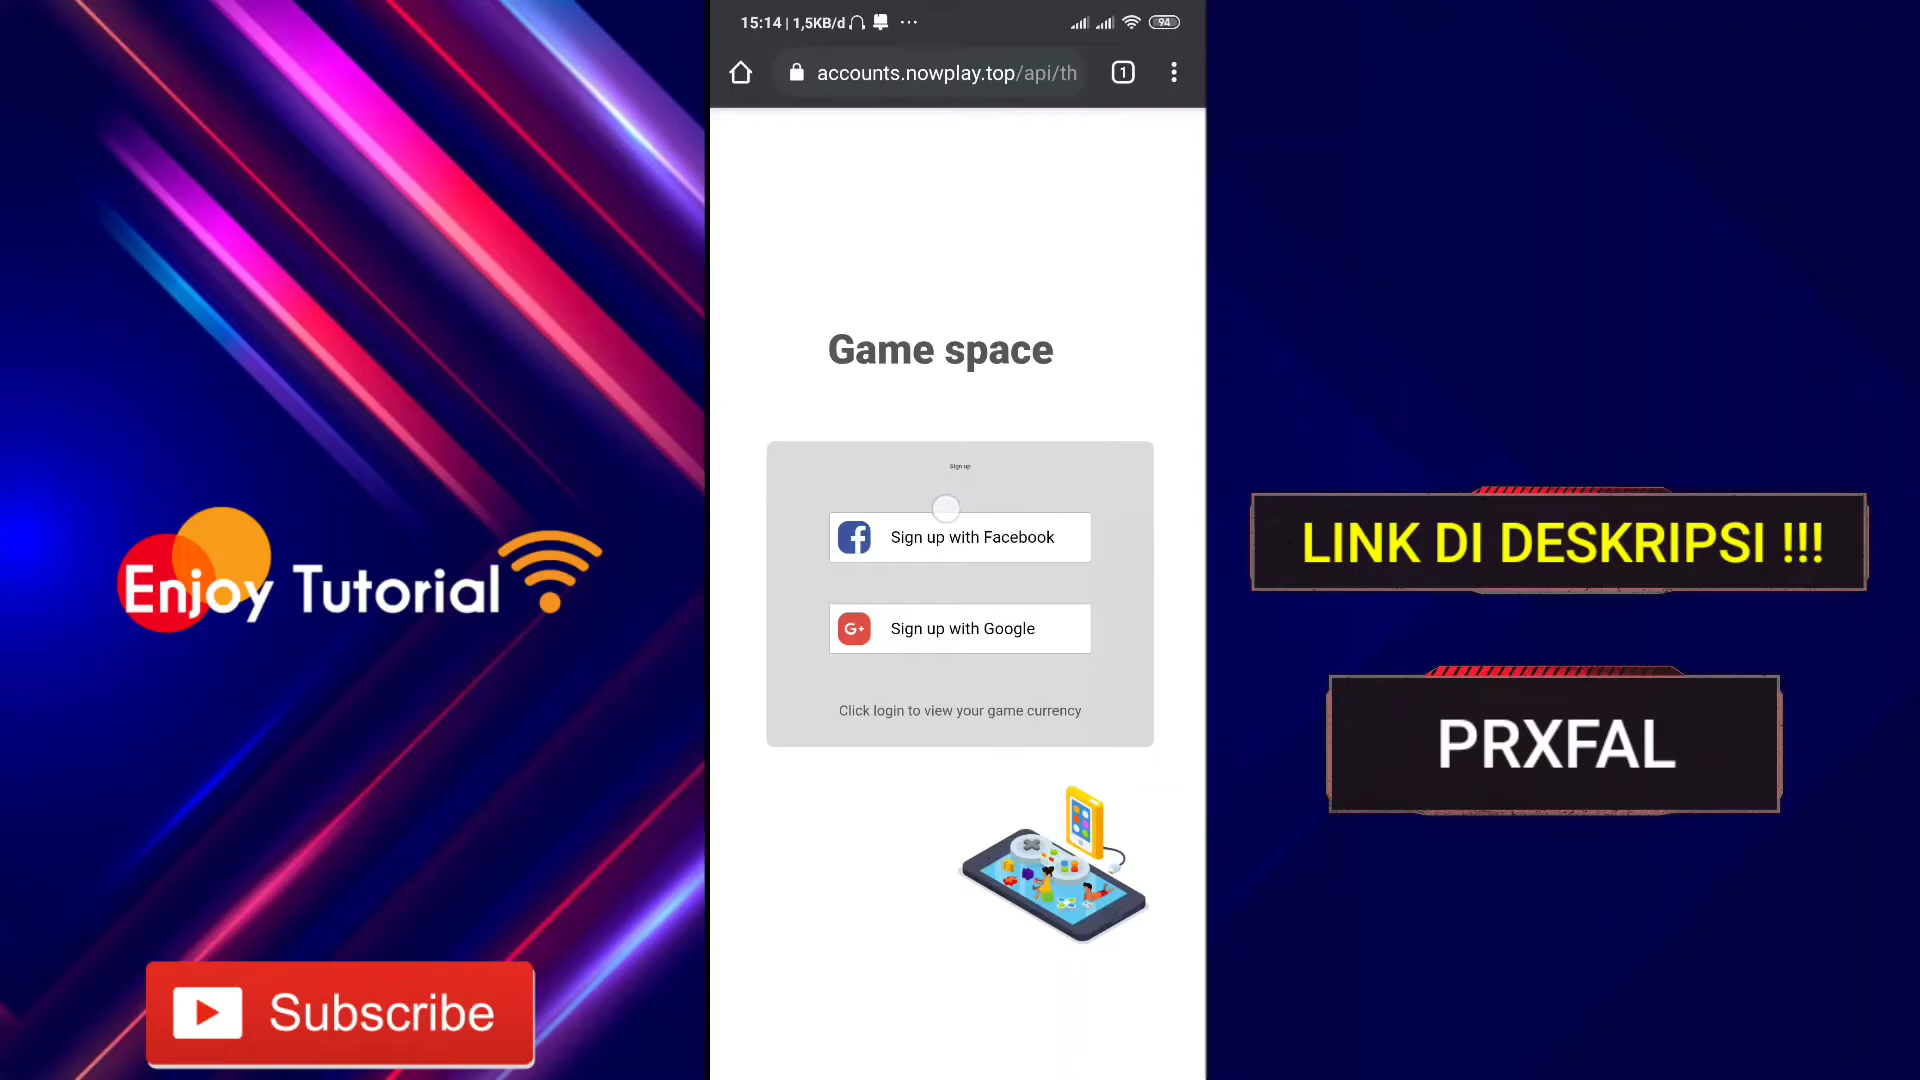 15:14 | 1,5KB/d ...
94
accounts.nowplay.top/api/th
1
Game space
Sign up
Sign up with Facebook
G+ Sign up with Google
Click login to view your game currency
Enjoy Tutorial
Subscribe
LINK DI DESKRIPSI !!!
PRXFAL